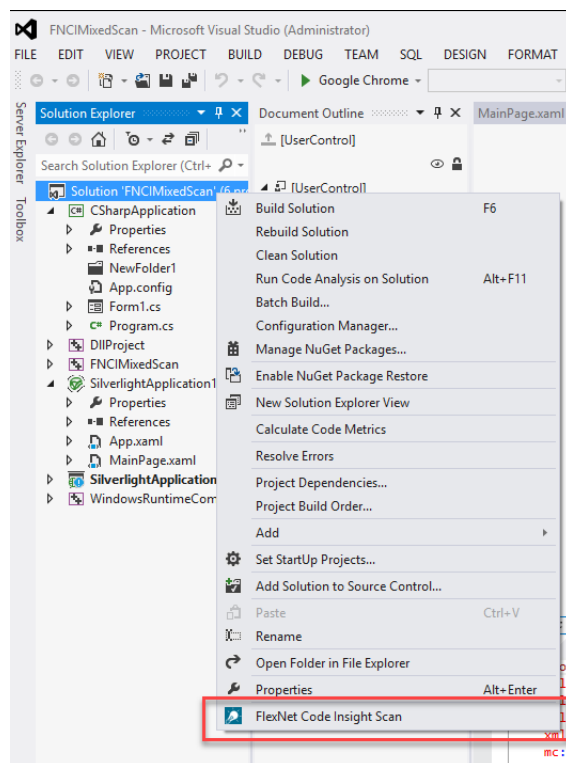 FNCIMixedScan - Microsoft Visual Studio (Administrator)
FILE EDIT VIEW PROJECT BUILD DEBUG TEAM SQL DESIGN FORMAT
Google Chrome
Server Explorer
Toolbox
Solution Explorer
Search Solution Explorer (Ctrl+
Solution 'FNCIMixedScan' (6 pro
CSharpApplication
Properties
References
NewFolder1
App.config
Form1.cs
Program.cs
DllProject
FNCIMixedScan
SilverlightApplication1
Properties
References
App.xaml
MainPage.xaml
SilverlightApplication
WindowsRuntimeCom
Document Outline
[UserControl]
[UserControl]
MainPage.xaml
Build Solution F6
Rebuild Solution
Clean Solution
Run Code Analysis on Solution Alt+F11
Batch Build...
Configuration Manager...
Manage NuGet Packages...
Enable NuGet Package Restore
New Solution Explorer View
Calculate Code Metrics
Resolve Errors
Project Dependencies...
Project Build Order...
Add
Set StartUp Projects...
Add Solution to Source Control...
Paste Ctrl+V
Rename
Open Folder in File Explorer
Properties Alt+Enter
FlexNet Code Insight Scan
mc: